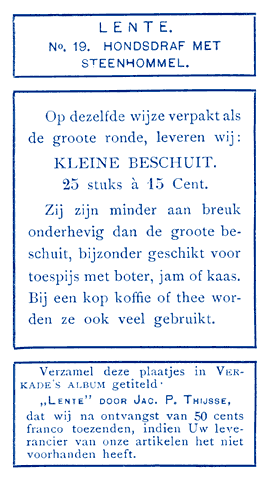 LENTE.
No. 19. HONDSDRAF MET
STEENHOMMEL.
Op dezelfde wijze verpakt als
de groote ronde, leveren wij:
KLEINE BESCHUIT.
25 stuks à 15 Cent.
Zij zijn minder aan breuk
onderhevig dan de groote be-
schuit, bijzonder geschikt voor
toespijs met boter, jam of kaas.
Bij een kop koffie of thee wor-
den ze ook veel gebruikt.
Verzamel deze plaatjes in VER-
KADE'S ALBUM getiteld·
„LENTE" DOOR JAC. P. THIJSSE,
dat wij na ontvangst van 50 cents
franco toezenden, indien Uw leve-
rancier van onze artikelen het niet
voorhanden heeft.